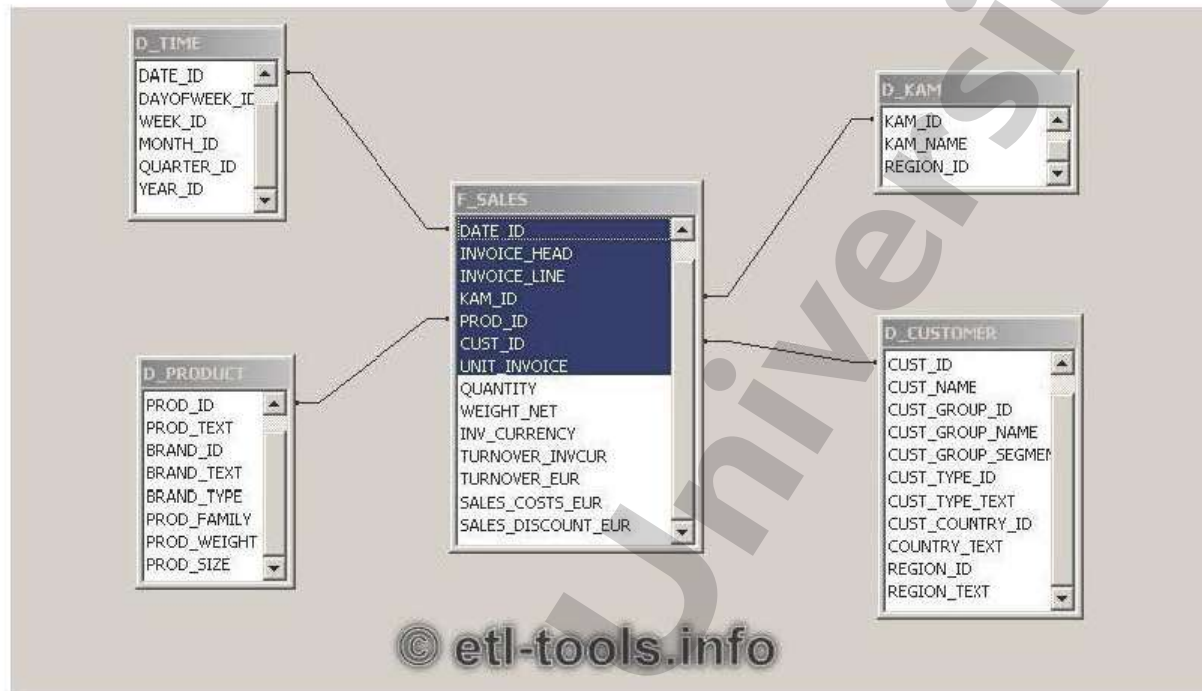 D_TIME
DATE_ID
DAYOFWEEK_ID
WEEK_ID
MONTH_ID
QUARTER_ID
YEAR_ID
D_KAM
KAM_ID
KAM_NAME
REGION_ID
F_SALES
DATE_ID
INVOICE_HEAD
INVOICE_LINE
KAM_ID
PROD_ID
CUST_ID
UNIT_INVOICE
QUANTITY
WEIGHT_NET
INV_CURRENCY
TURNOVER_INVCUR
TURNOVER_EUR
SALES_COSTS_EUR
SALES_DISCOUNT_EUR
D_PRODUCT
PROD_ID
PROD_TEXT
BRAND_ID
BRAND_TEXT
BRAND_TYPE
PROD_FAMILY
PROD_WEIGHT
PROD_SIZE
D_CUSTOMER
CUST_ID
CUST_NAME
CUST_GROUP_ID
CUST_GROUP_NAME
CUST_GROUP_SEGMEN
CUST_TYPE_ID
CUST_TYPE_TEXT
CUST_COUNTRY_ID
COUNTRY_TEXT
REGION_ID
REGION_TEXT
© etl-tools.info
Universi